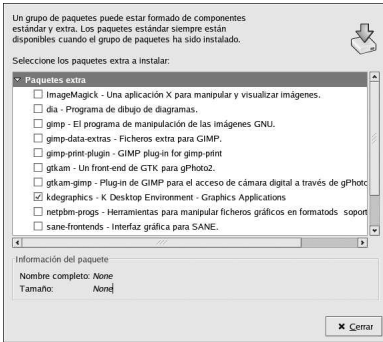 Un grupo de paquetes puede estar formado de componentes
estándar y extra. Los paquetes estándar siempre están
disponibles cuando el grupo de paquetes ha sido instalado.
Seleccione los paquetes extra a instalar:
Paquetes extra
ImageMagick - Una aplicación X para manipular y visualizar imágenes.
dia - Programa de dibujo de diagramas.
gimp - El programa de manipulación de las imágenes GNU.
gimp-data-extras - Ficheros extra para GIMP.
gimp-print-plugin - GIMP plug-in for gimp-print
gtkam - Un front-end de GTK para gPhoto2.
gtkam-gimp - Plug-in de GIMP para el acceso de cámara digital a través de gPhoto
kdegraphics - K Desktop Environment - Graphics Applications
netpbm-progs - Herramientas para manipular ficheros gráficos en formatods soport
sane-frontends - Interfaz gráfica para SANE.
Información del paquete
Nombre completo: None
Tamaño: None
Cerrar